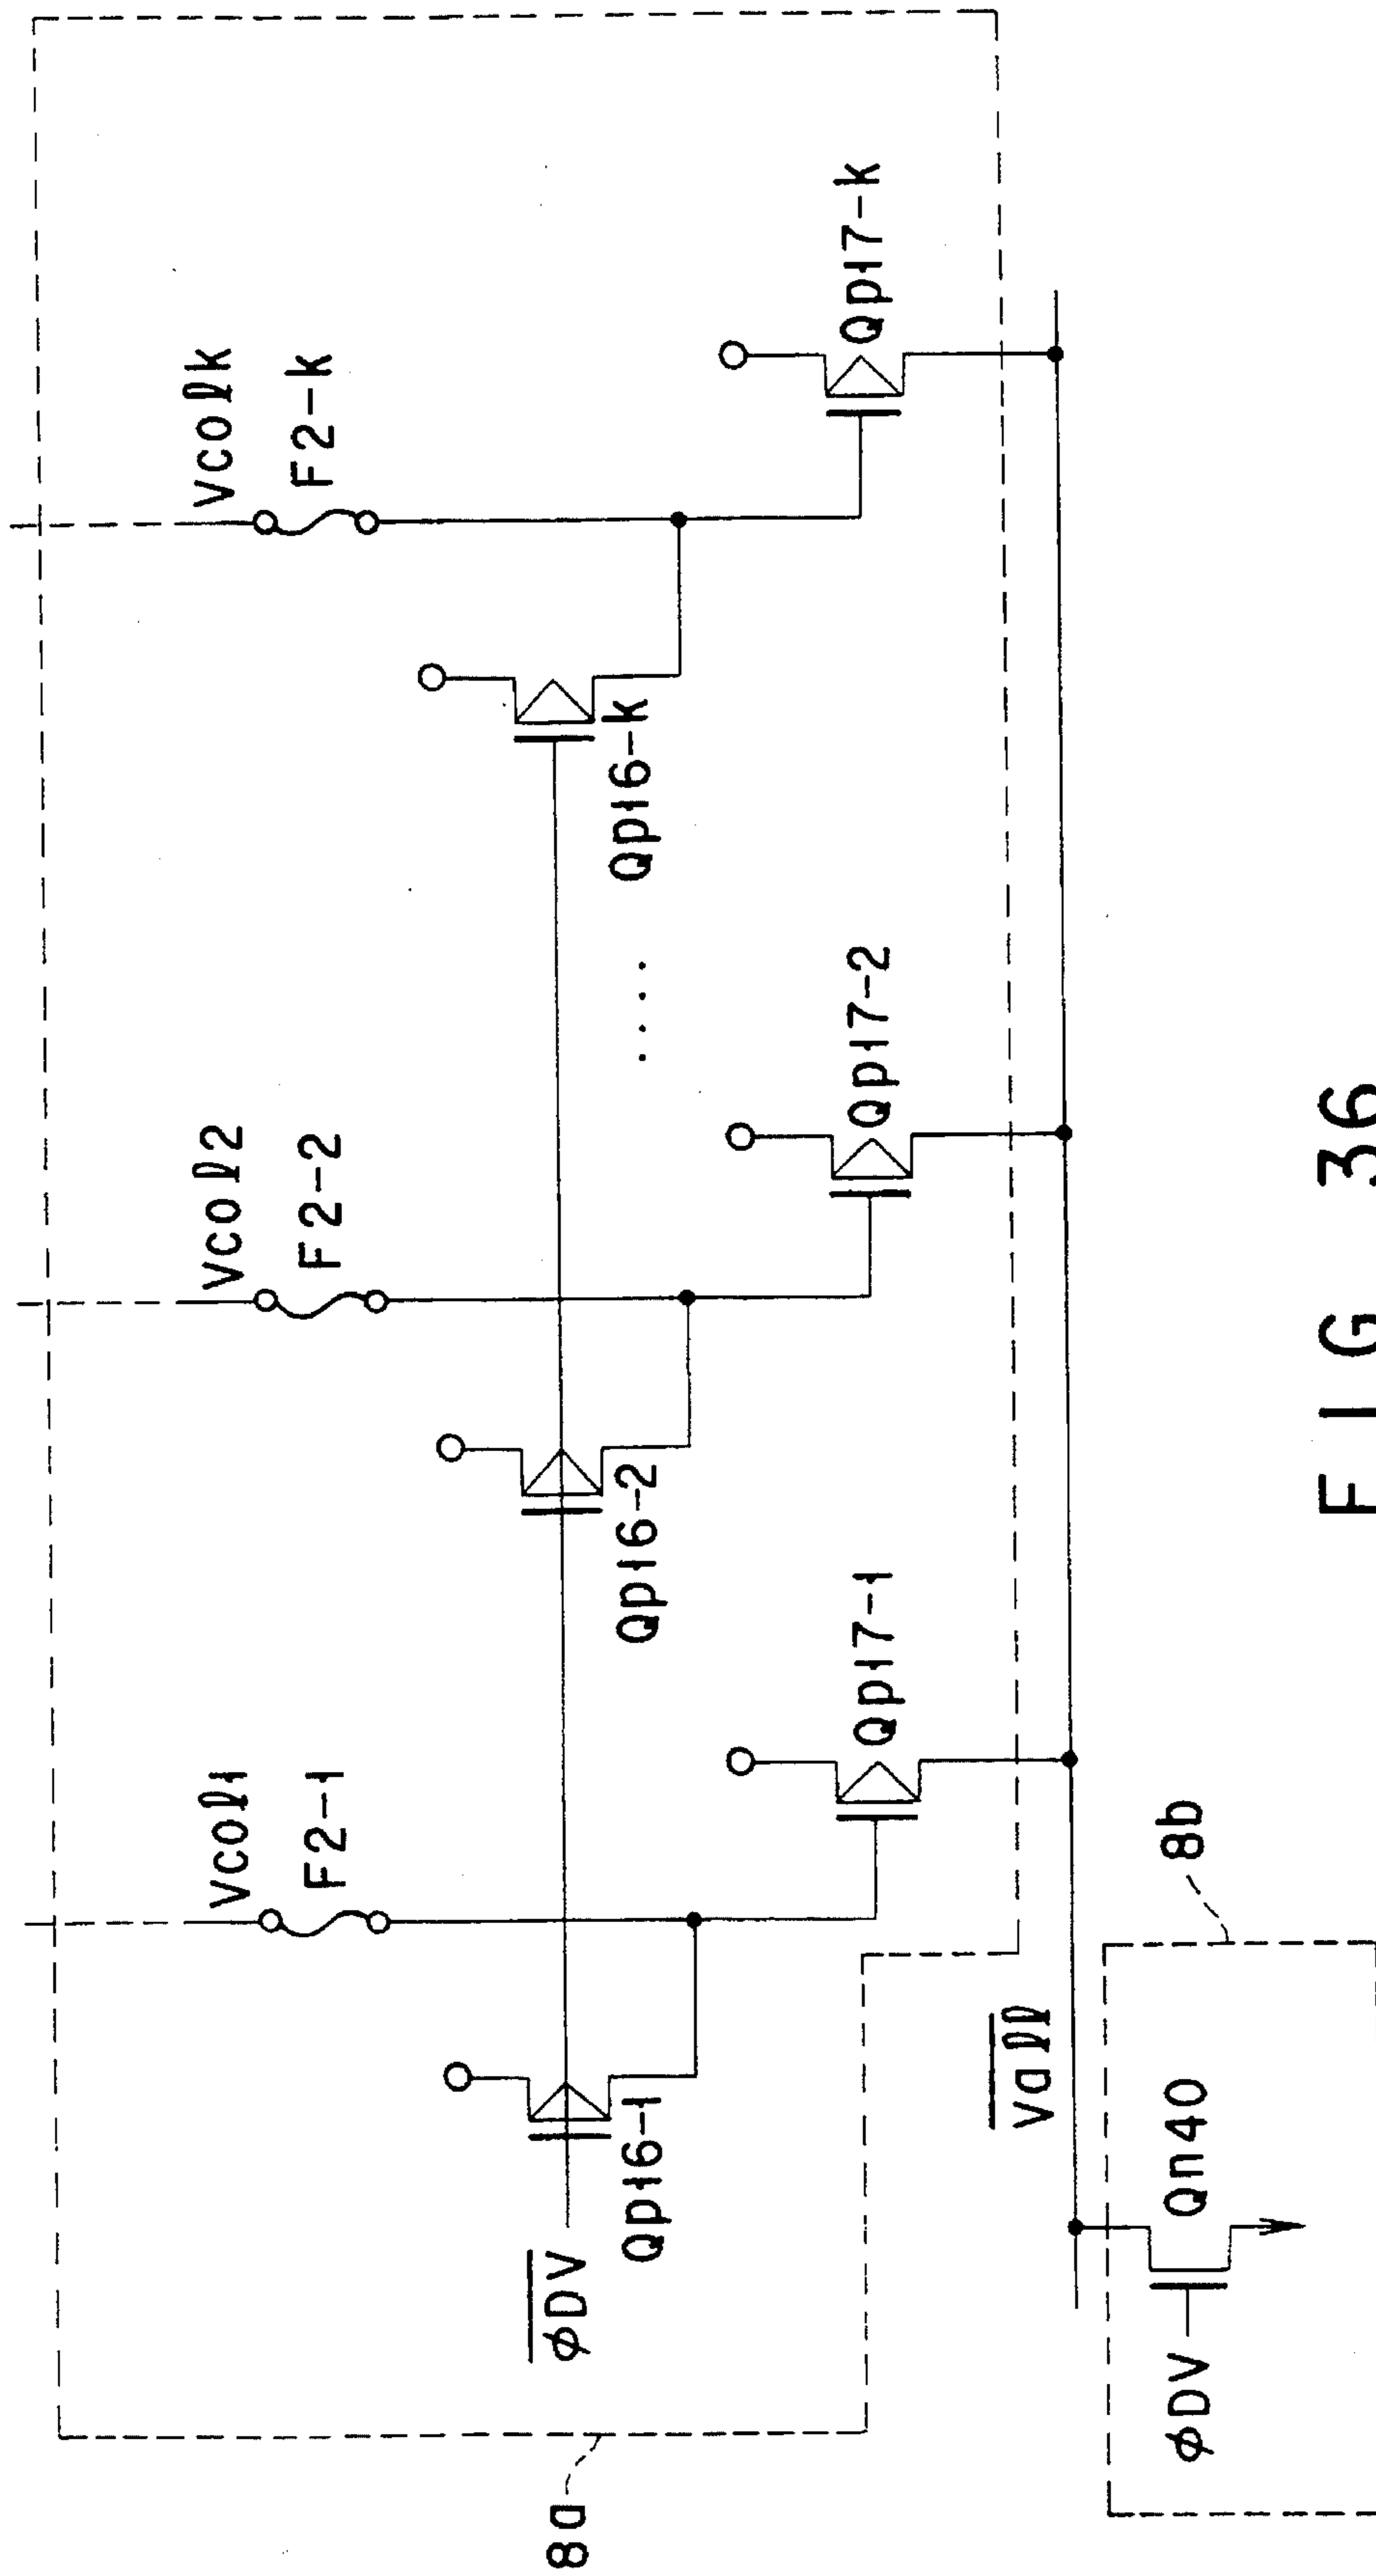 Vcoℓ1
F2-1
Vcoℓ2
F2-2
Vcoℓk
F2-k
Qp16-1
Qp16-2
Qp16-k
‾ϕDV‾
. . . .
Qp17-1
Qp17-2
Qp17-k
8a
‾Vaℓℓ‾
8b
ϕDV
Qn40
FIG 36